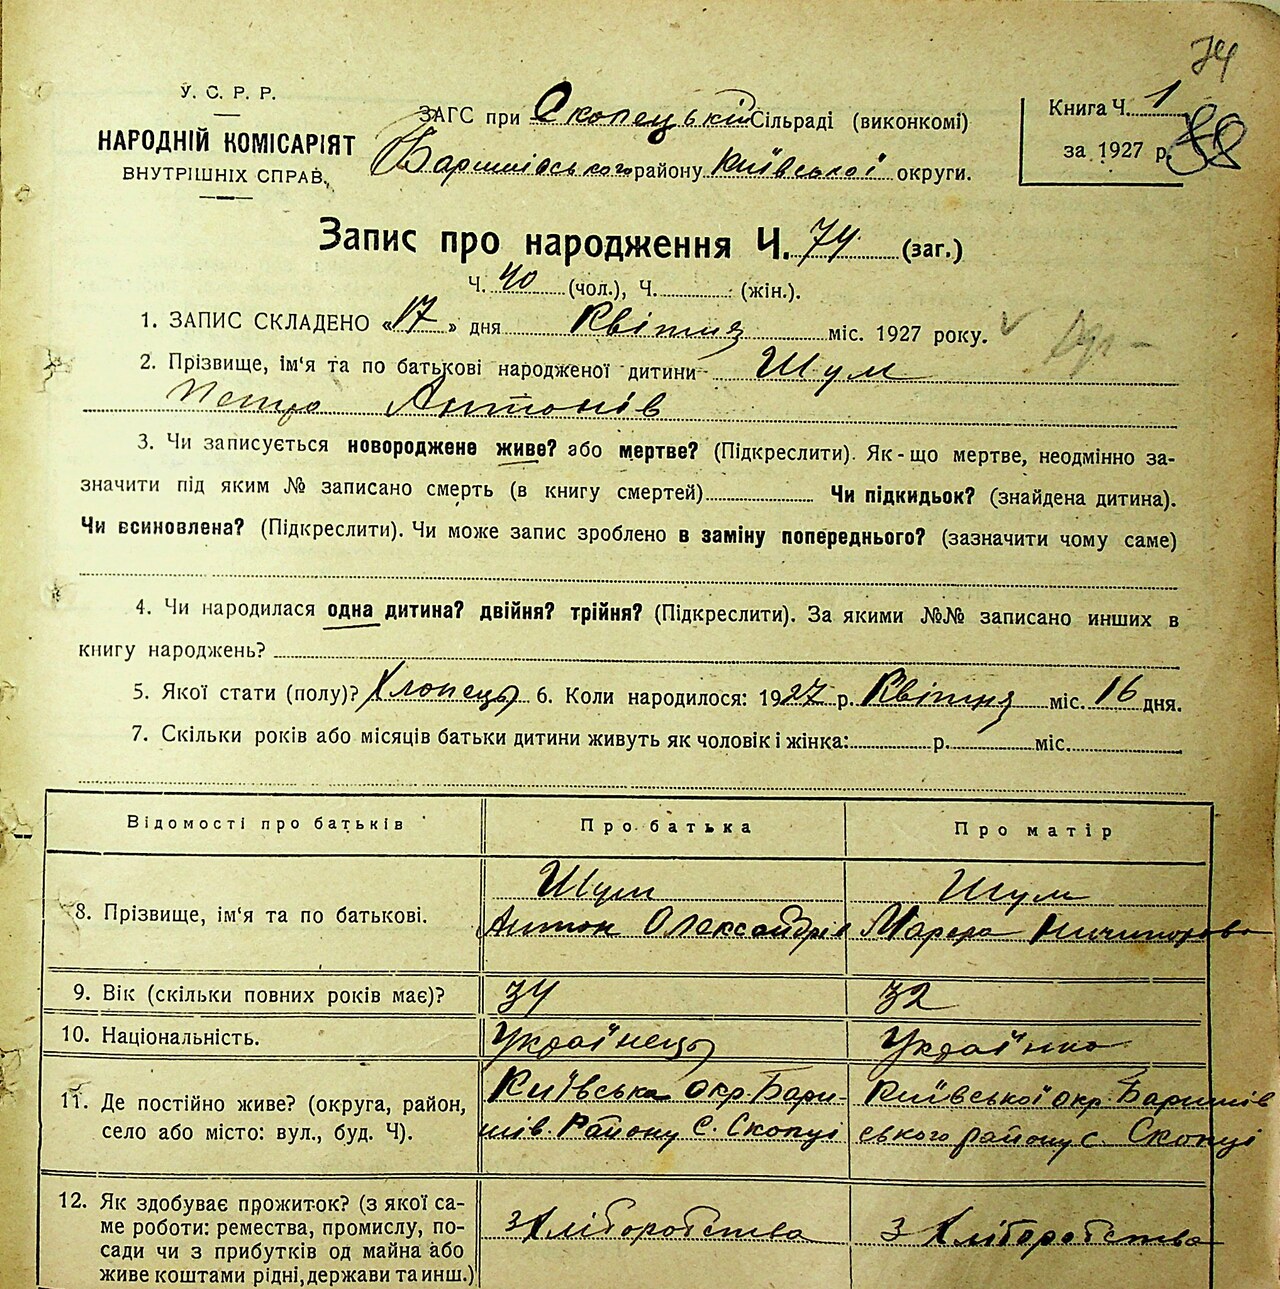 74
У. С. Р. Р.
НАРОДНІЙ КОМІСАРІЯТ
ВНУТРІШНІХ СПРАВ.
ЗАГС при Скопецькій Сільраді (виконкомі)
Баришівського району Київської округи.
Книга Ч. 1
за 1927 р.
Запис про народження Ч. 74 (заг.)
Ч. 40 (чол.), Ч. (жін.).
1. ЗАПИС СКЛАДЕНО «17» дня Квітня міс. 1927 року.
2. Прізвище, ім'я та по батькові народженої дитини Шум
Петро Антонів
3. Чи записується новороджене живе? або мертве? (Підкреслити). Як-що мертве, неодмінно за-
значити під яким № записано смерть (в книгу смертей) Чи підкидьок? (знайдена дитина).
Чи всиновлена? (Підкреслити). Чи може запис зроблено в заміну попереднього? (зазначити чому саме)
4. Чи народилася одна дитина? двійня? трійня? (Підкреслити). За якими №№ записано инших в
книгу народжень?
5. Якої стати (полу)? Хлопець 6. Коли народилося: 1927 р. Квітня міс. 16 дня.
7. Скільки років або місяців батьки дитини живуть як чоловік і жінка: р. міс.
Відомості про батьків Про батька Про матір
8. Прізвище, ім'я та по батькові.
Шум
Антон Олександрів
Шум
Марфа Ничипорова
9. Вік (скільки повних років має)? 34 32
10. Національність. Українець Українка
11. Де постійно живе? (округа, район,
село або місто: вул., буд. Ч).
Київська окр. Бари-
шів. Району С. Скопці
Київської окр. Баришів
ського району с. Скопці
12. Як здобуває прожиток? (з якої са-
ме роботи: ремества, промислу, по-
сади чи з прибутків од майна або
живе коштами рідні, держави та инш.)
з Хліборобства
з Хліборобства